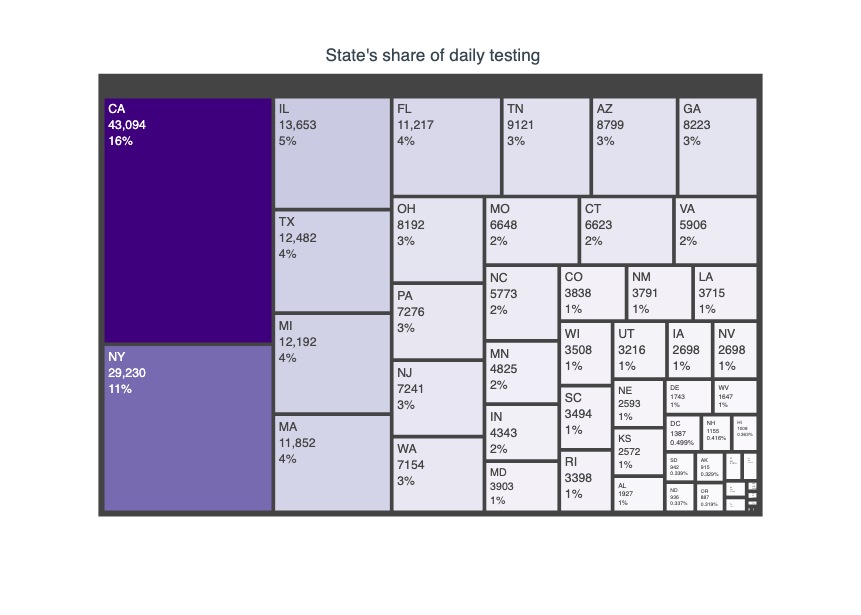 State's share of daily testing
CA
43,094
16%
NY
29,230
11%
IL
13,653
5%
TX
12,482
4%
MI
12,192
4%
MA
11,852
4%
FL
11,217
4%
TN
9121
3%
AZ
8799
3%
GA
8223
3%
OH
8192
3%
PA
7276
3%
NJ
7241
3%
WA
7154
3%
MO
6648
2%
CT
6623
2%
VA
5906
2%
NC
5773
2%
MN
4825
2%
IN
4343
2%
MD
3903
1%
CO
3838
1%
NM
3791
1%
LA
3715
1%
WI
3508
1%
SC
3494
1%
RI
3398
1%
UT
3216
1%
IA
2698
1%
NV
2698
1%
NE
2593
1%
KS
2572
1%
AL
1927
1%
DE
1743
1%
WV
1647
1%
DC
1387
0.499%
NH
1155
0.416%
HI
SD
942
0.339%
ND
936
0.337%
AK
915
0.329%
OR
887
0.319%